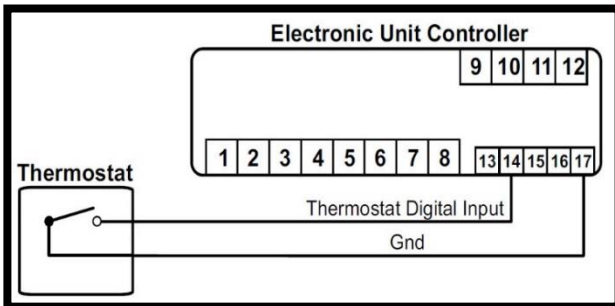 Electronic Unit Controller
9 10 11 12
1 2 3 4 5 6 7 8
13 14 15 16 17
Thermostat
Thermostat Digital Input
Gnd